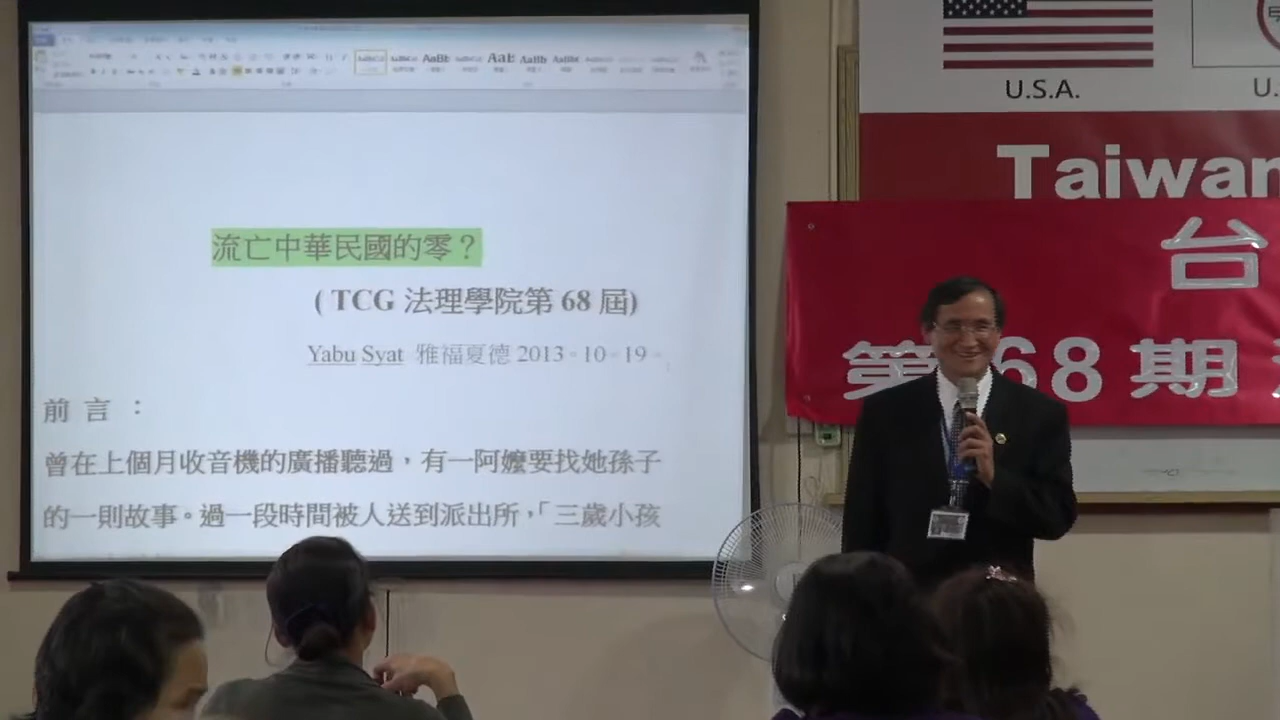 流亡中華民國的零？
( TCG 法理學院第 68 屆)
Yabu Syat 雅福夏德 2013。10。19。
前 言 ：
曾在上個月收音機的廣播聽過，有一阿嬤要找她孫子
的一則故事。過一段時間被人送到派出所，「三歲小孩
U.S.A.
U.
Taiwan
台
第 68 期